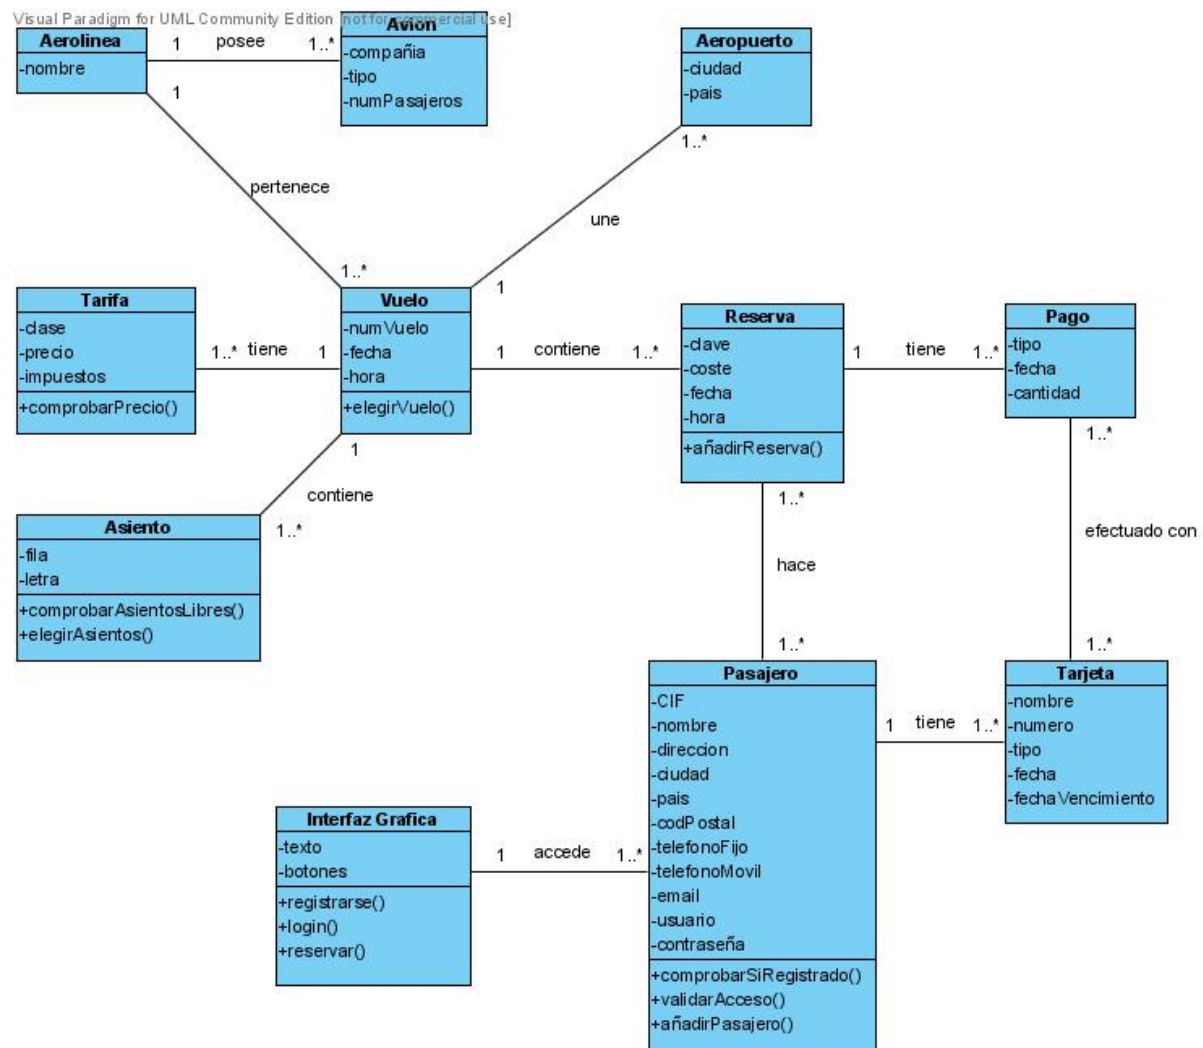 Visual Paradigm for UML Community Edition [not for commercial use]
Aerolinea
-nombre
1 posee 1..*
Avion
-compañia
-tipo
-numPasajeros
Aeropuerto
-ciudad
-pais
1
1..*
pertenece
une
1..*
1
Tarifa
-clase
-precio
-impuestos
+comprobarPrecio()
1..* tiene 1
Vuelo
-numVuelo
-fecha
-hora
+elegirVuelo()
1 contiene 1..*
Reserva
-clave
-coste
-fecha
-hora
+añadirReserva()
1 tiene 1..*
Pago
-tipo
-fecha
-cantidad
1
contiene
1..*
Asiento
-fila
-letra
+comprobarAsientosLibres()
+elegirAsientos()
1..*
hace
1..*
1..*
efectuado con
1..*
Pasajero
-CIF
-nombre
-direccion
-ciudad
-pais
-codPostal
-telefonoFijo
-telefonoMovil
-email
-usuario
-contraseña
+comprobarSiRegistrado()
+validarAcceso()
+añadirPasajero()
1 tiene 1..*
Tarjeta
-nombre
-numero
-tipo
-fecha
-fechaVencimiento
Interfaz Grafica
-texto
-botones
+registrarse()
+login()
+reservar()
1 accede 1..*